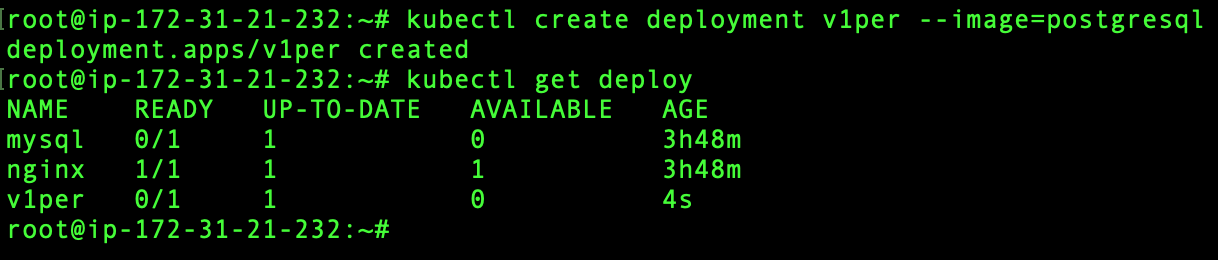 [root@ip-172-31-21-232:~# kubectl create deployment v1per --image=postgresql
deployment.apps/v1per created
[root@ip-172-31-21-232:~# kubectl get deploy
NAME    READY   UP-TO-DATE   AVAILABLE   AGE
mysql   0/1     1            0           3h48m
nginx   1/1     1            1           3h48m
v1per   0/1     1            0           4s
root@ip-172-31-21-232:~#